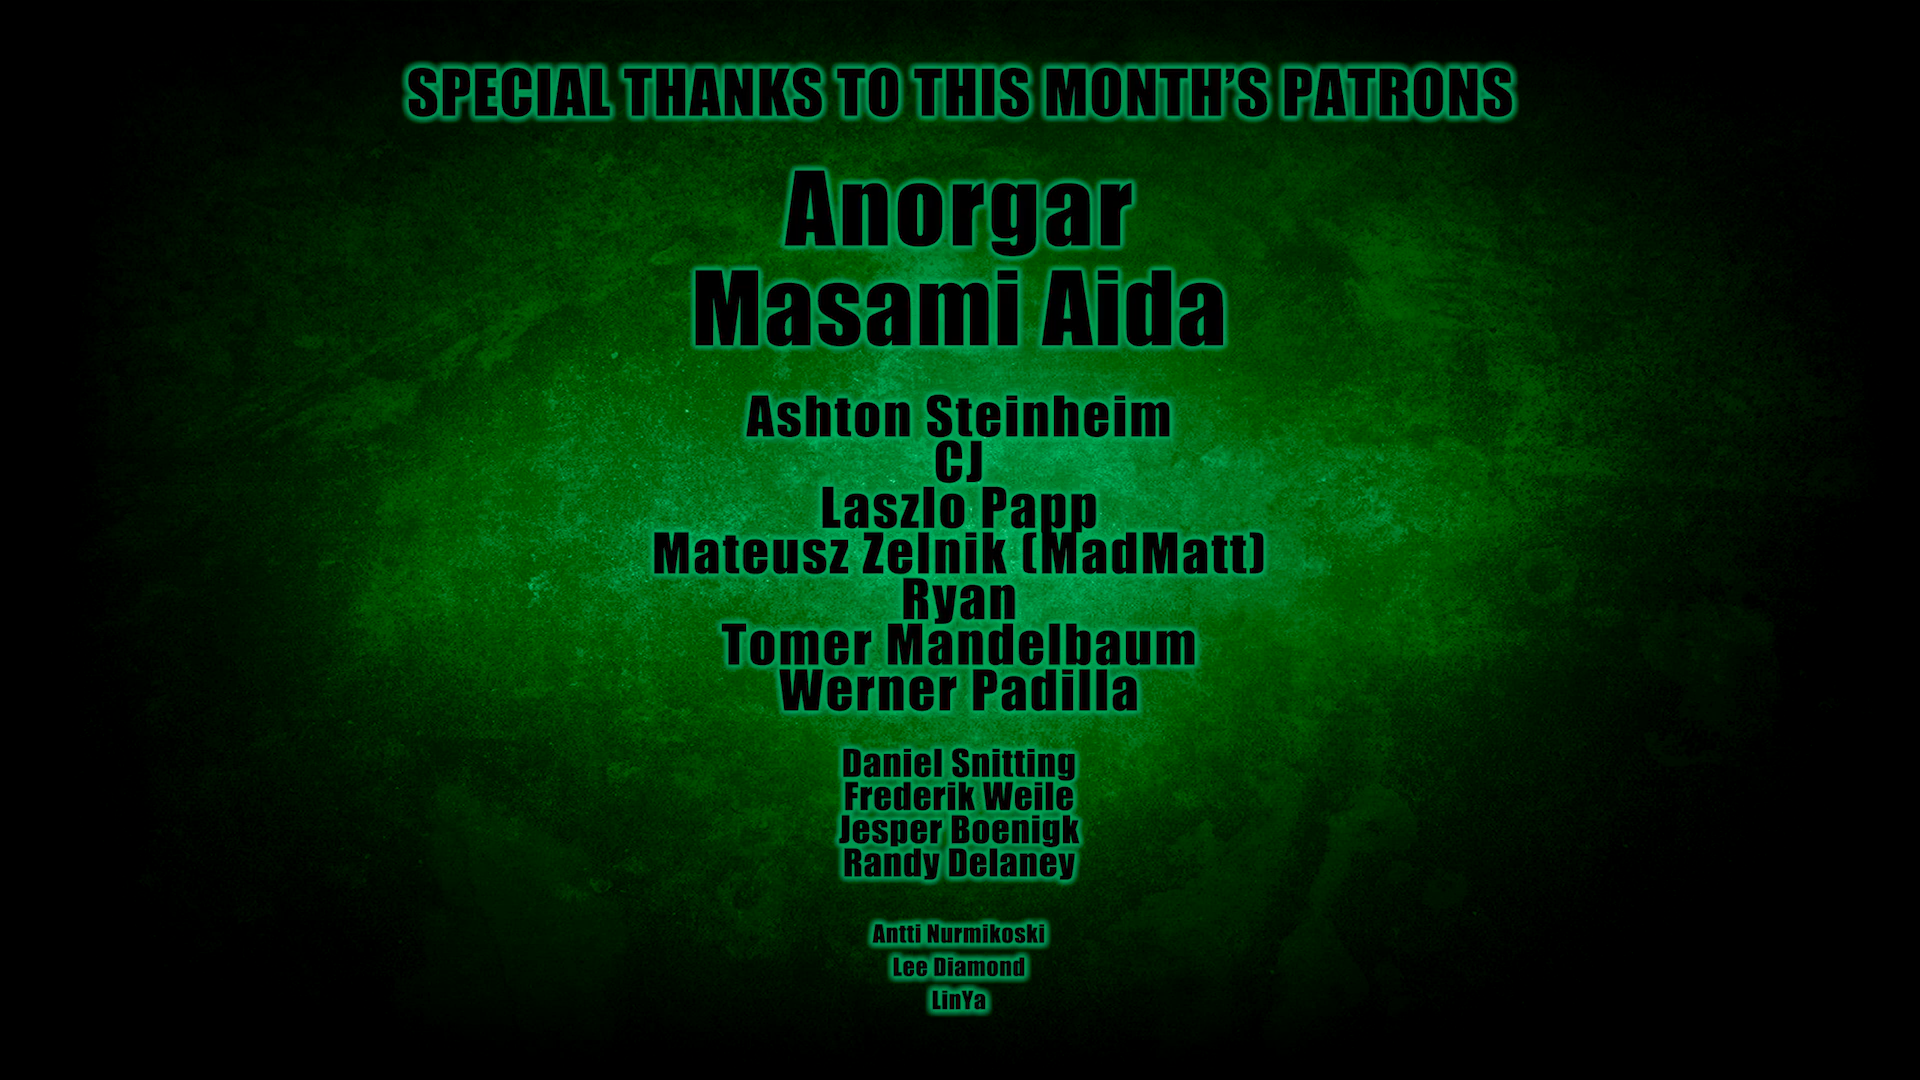 SPECIAL THANKS TO THIS MONTH’S PATRONS
Anorgar
Masami Aida
Ashton Steinheim
CJ
Laszlo Papp
Mateusz Zelnik (MadMatt)
Ryan
Tomer Mandelbaum
Werner Padilla
Daniel Snitting
Frederik Weile
Jesper Boenigk
Randy Delaney
Antti Nurmikoski
Lee Diamond
LinYa